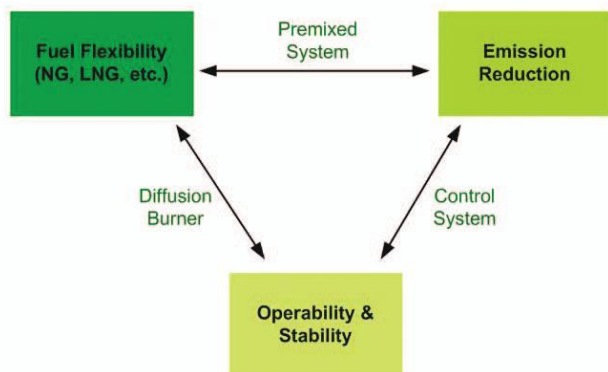 Fuel Flexibility
(NG, LNG, etc.)
Premixed
System
Emission
Reduction
Diffusion
Burner
Control
System
Operability &
Stability